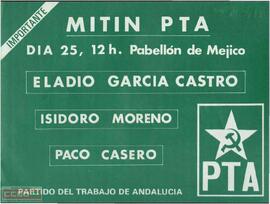 IMPORTANTE
MITIN PTA
DIA 25, 12 h. Pabellón de Mejico
ELADIO GARCIA CASTRO
ISIDORO MORENO
PACO CASERO
PTA
PARTIDO DEL TRABAJO DE ANDALUCIA